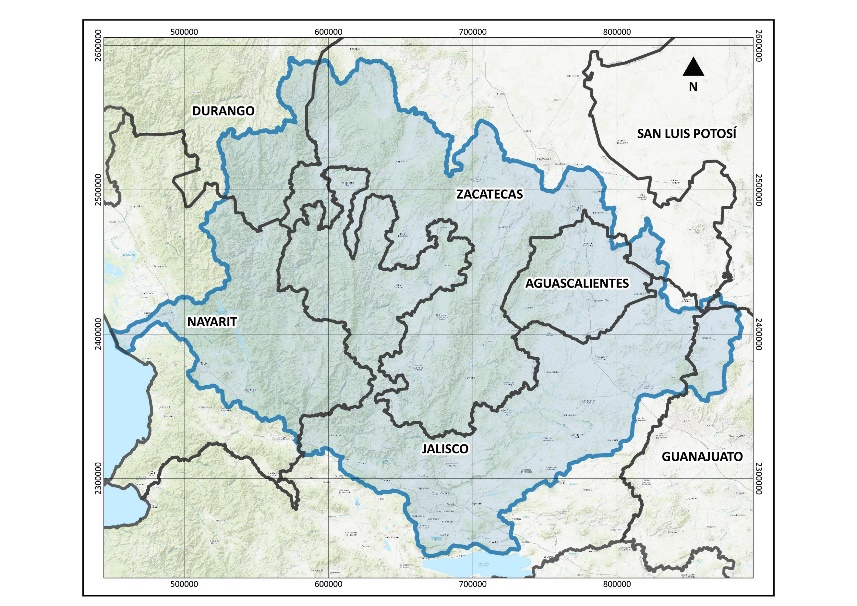 500000 600000 700000 800000
2600000 2600000
N
DURANGO
SAN LUIS POTOSÍ
2500000 2500000
ZACATECAS
AGUASCALIENTES
NAYARIT
2400000 2400000
JALISCO
GUANAJUATO
2300000 2300000
500000 600000 700000 800000